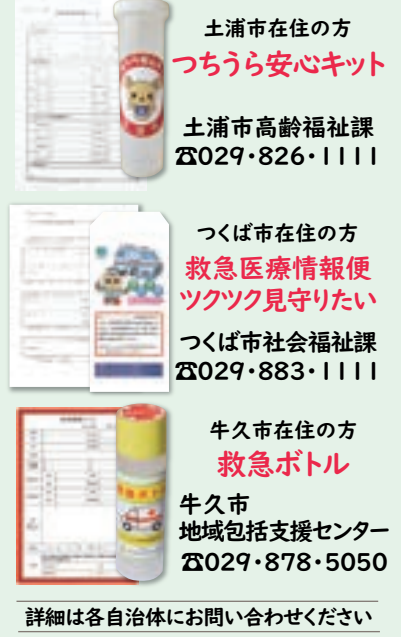 土浦市在住の方
つちうら安心キット
土浦市高齢福祉課
☎029・826・1111
つくば市在住の方
救急医療情報便
ツクツク見守りたい
つくば市社会福祉課
☎029・883・1111
牛久市在住の方
救急ボトル
牛久市
地域包括支援センター
☎029・878・5050
詳細は各自治体にお問い合わせください